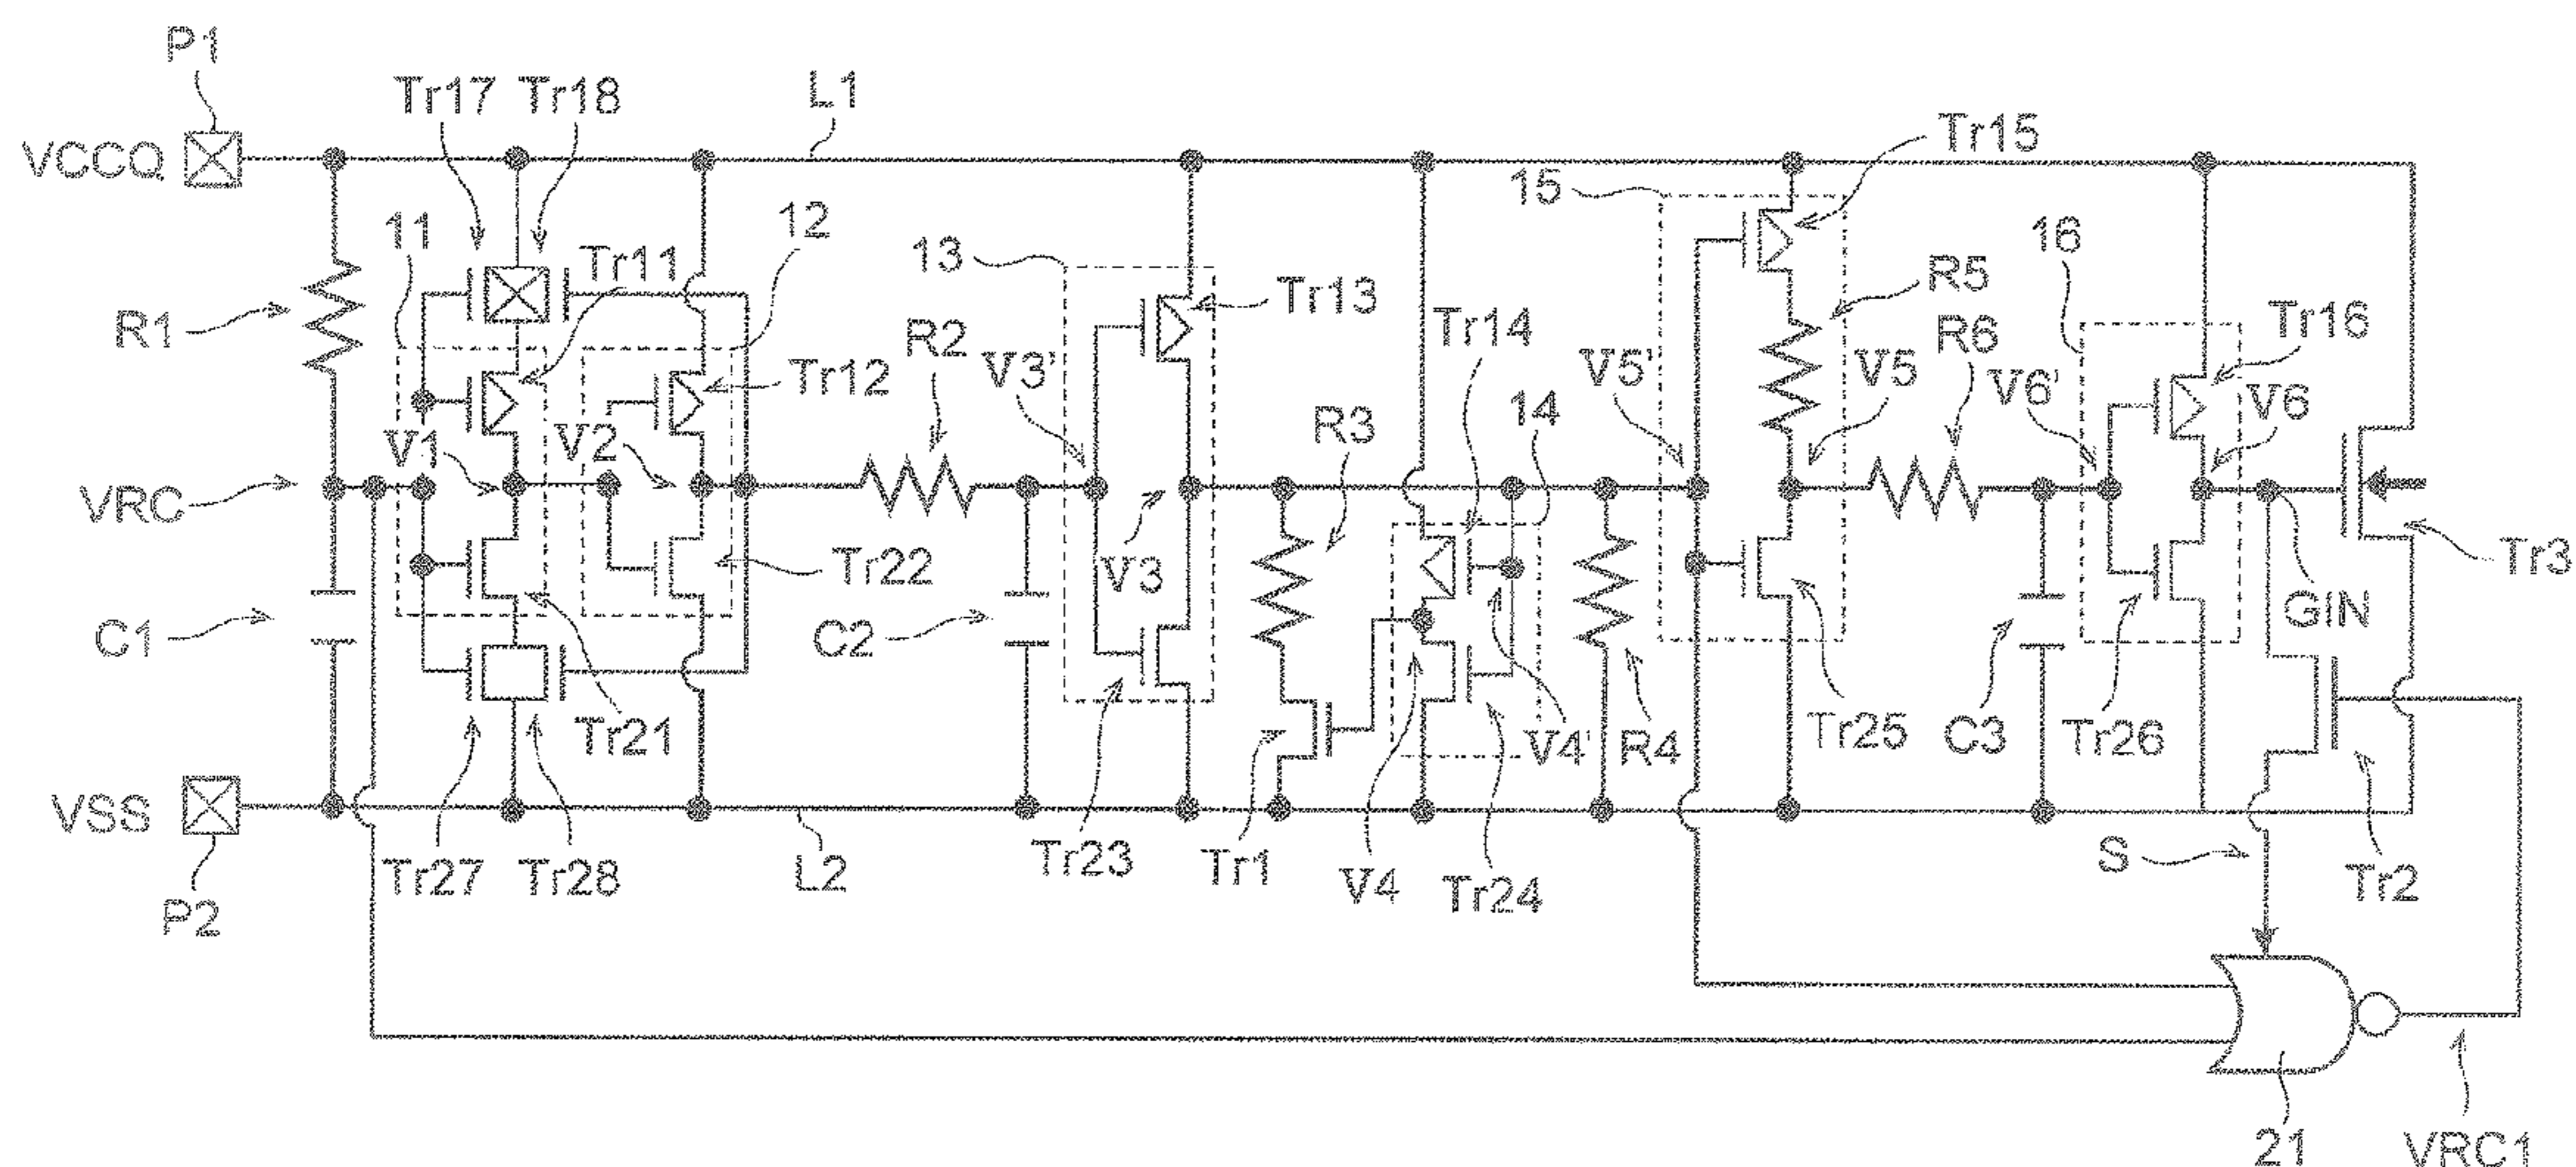 P1
Tr17 Tr18
L1
Tr15
VCCQ
15
11
12
16
Tr11
13
R5
R1
Tr13
Tr14
R6
Tr16
R2
V3'
Tr12
V5'
V5
V6'
V6
14
R3
V1
V2
VRC
V3
Tr22
Tr3
C1
C2
GIN
Tr21
Tr1
V4'
R4
Tr25
C3
Tr26
VSS
Tr27
Tr28
L2
Tr23
V4
Tr24
S
Tr2
P2
21
VRC1